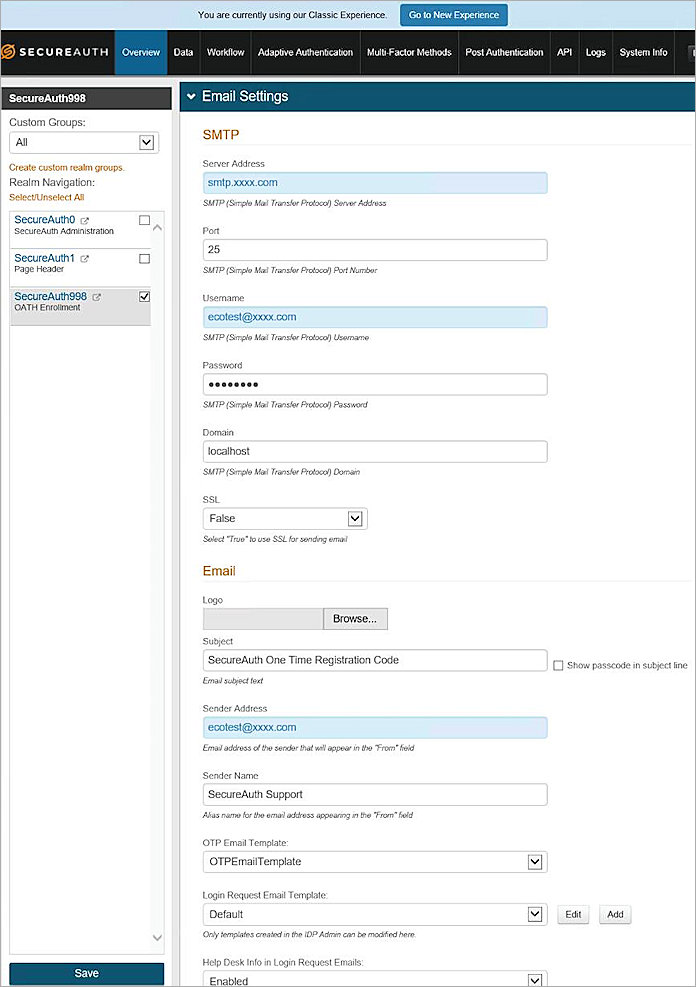 You are currently using our Classic Experience. Go to New Experience
SECUREAUTH Overview Data Workflow Adaptive Authentication Multi-Factor Methods Post Authentication API Logs System Info
SecureAuth998
Custom Groups:
All
Create custom realm groups.
Realm Navigation:
Select/Unselect All
SecureAuth0
SecureAuth Administration
SecureAuth1
Page Header
SecureAuth998
OATH Enrollment
Save
Email Settings
SMTP
Server Address
smtp.xxxx.com
SMTP (Simple Mail Transfer Protocol) Server Address
Port
25
SMTP (Simple Mail Transfer Protocol) Port Number
Username
ecotest@xxxx.com
SMTP (Simple Mail Transfer Protocol) Username
Password
••••••••
SMTP (Simple Mail Transfer Protocol) Password
Domain
localhost
SMTP (Simple Mail Transfer Protocol) Domain
SSL
False
Select "True" to use SSL for sending email
Email
Logo
Browse...
Subject
SecureAuth One Time Registration Code
Show passcode in subject line
Email subject text
Sender Address
ecotest@xxxx.com
Email address of the sender that will appear in the "From" field
Sender Name
SecureAuth Support
Alias name for the email address appearing in the "From" field
OTP Email Template:
OTPEmailTemplate
Login Request Email Template:
Default
Edit Add
Only templates created in the IDP Admin can be modified here.
Help Desk Info in Login Request Emails:
Enabled